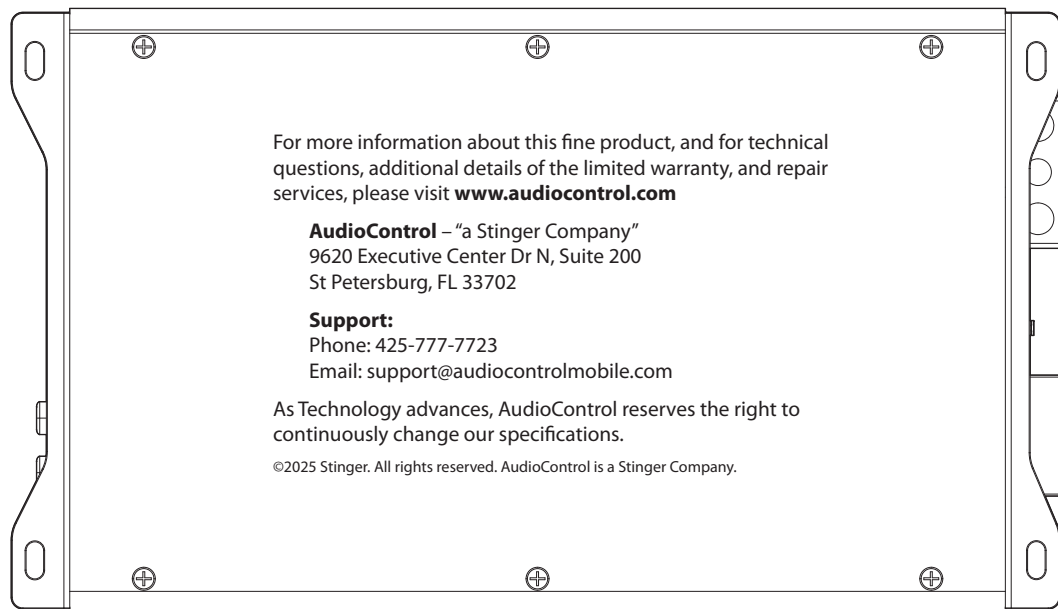 For more information about this fine product, and for technical
questions, additional details of the limited warranty, and repair
services, please visit www.audiocontrol.com
AudioControl – “a Stinger Company”
9620 Executive Center Dr N, Suite 200
St Petersburg, FL 33702
Support:
Phone: 425-777-7723
Email: support@audiocontrolmobile.com
As Technology advances, AudioControl reserves the right to
continuously change our specifications.
©2025 Stinger. All rights reserved. AudioControl is a Stinger Company.